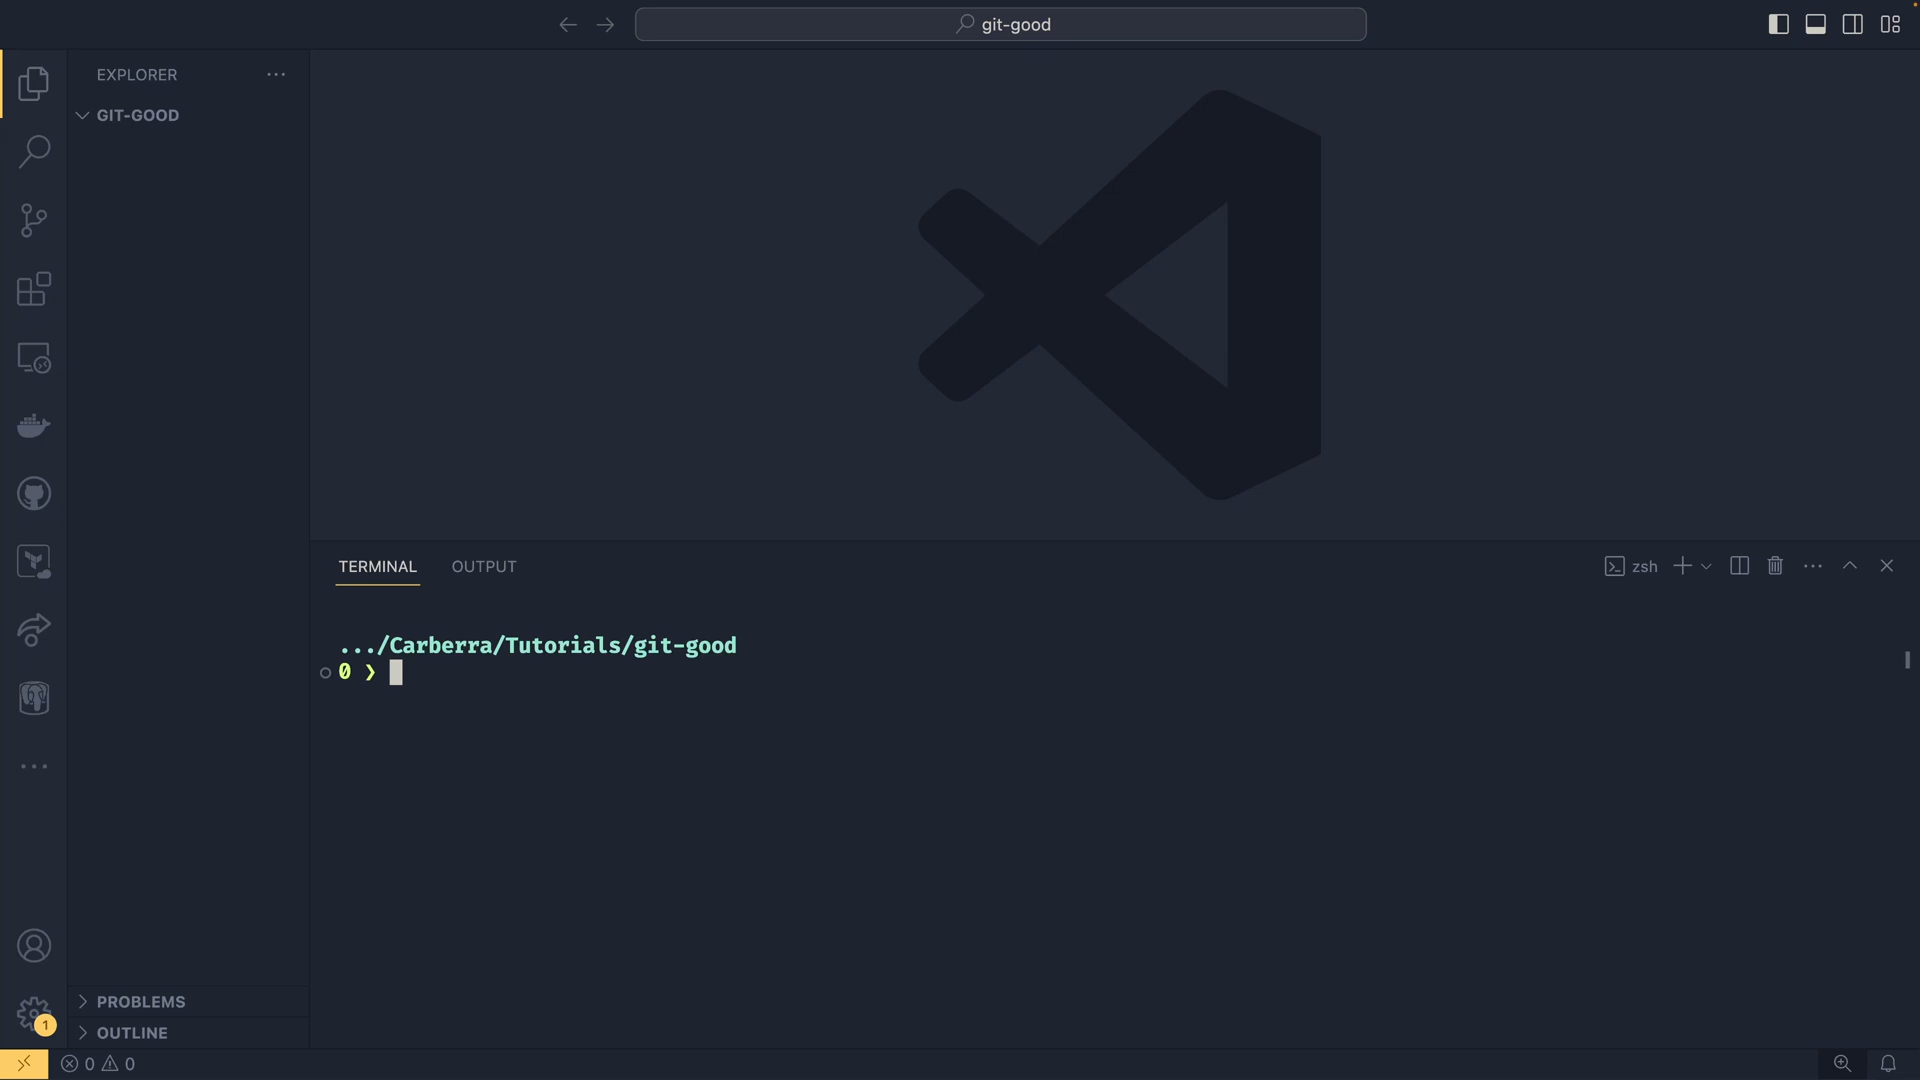 git-good
EXPLORER
GIT-GOOD
TERMINAL
OUTPUT
zsh
.../Carberra/Tutorials/git-good
0 ❯
PROBLEMS
1
OUTLINE
0
0